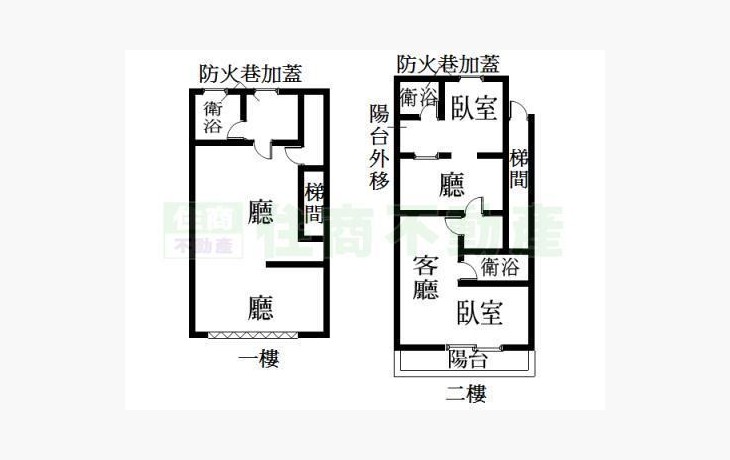 防火巷加蓋
衛浴
廳
梯間
廳
一樓
防火巷加蓋
衛浴
臥室
陽台外移
梯間
廳
客廳
衛浴
臥室
陽台
二樓
住商
不動產
住商不動產